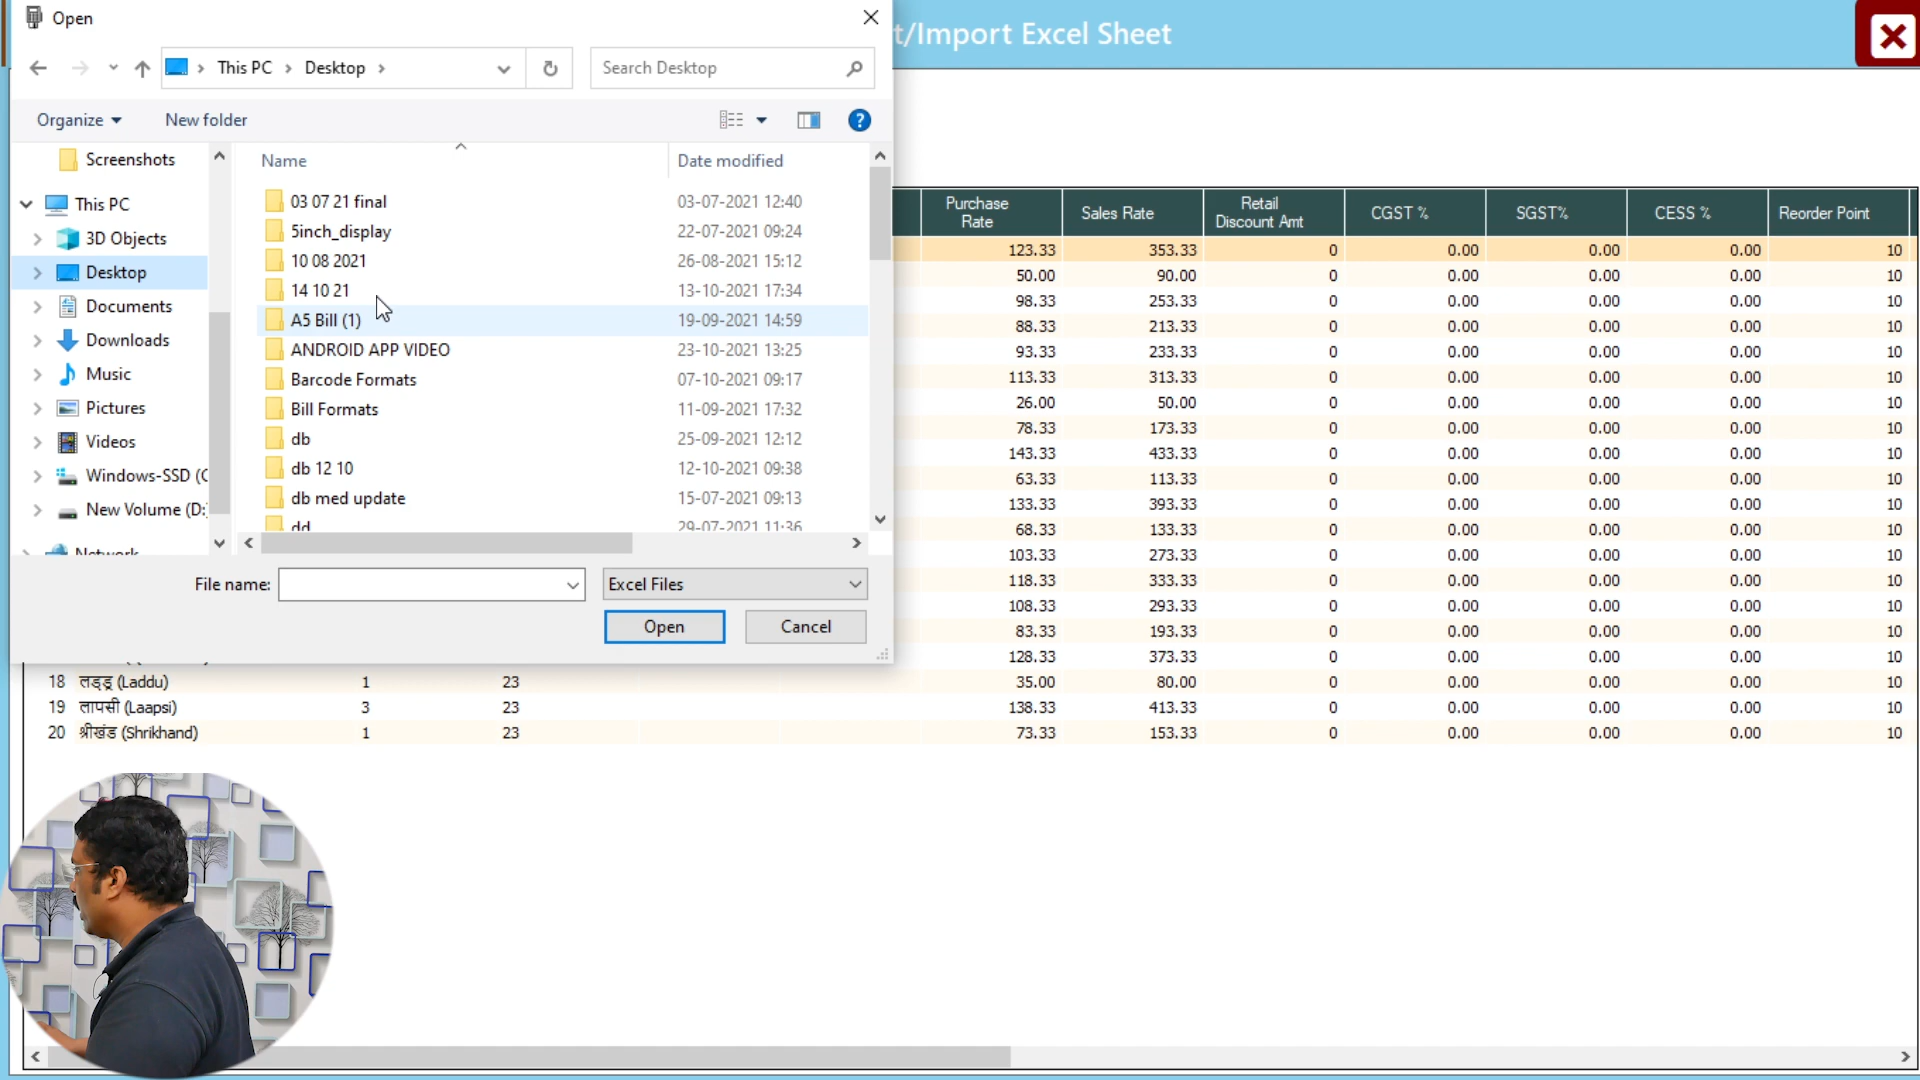 Open
t/Import Excel Sheet
This PC
Desktop
Search Desktop
Organize
New folder
Screenshots
This PC
3D Objects
Desktop
Documents
Downloads
Music
Pictures
Videos
Windows-SSD (C
New Volume (D:
Network
Name Date modified
03 07 21 final 03-07-2021 12:40
5inch_display 22-07-2021 09:24
10 08 2021 26-08-2021 15:12
14 10 21 13-10-2021 17:34
A5 Bill (1) 19-09-2021 14:59
ANDROID APP VIDEO 23-10-2021 13:25
Barcode Formats 07-10-2021 09:17
Bill Formats 11-09-2021 17:32
db 25-09-2021 12:12
db 12 10 12-10-2021 09:38
db med update 15-07-2021 09:13
dd 29-07-2021 11:36
File name: Excel Files
Open Cancel
Purchase Rate Sales Rate Retail Discount Amt CGST % SGST% CESS % Reorder Point
123.33 353.33 0 0.00 0.00 0.00 10
50.00 90.00 0 0.00 0.00 0.00 10
98.33 253.33 0 0.00 0.00 0.00 10
88.33 213.33 0 0.00 0.00 0.00 10
93.33 233.33 0 0.00 0.00 0.00 10
113.33 313.33 0 0.00 0.00 0.00 10
26.00 50.00 0 0.00 0.00 0.00 10
78.33 173.33 0 0.00 0.00 0.00 10
143.33 433.33 0 0.00 0.00 0.00 10
63.33 113.33 0 0.00 0.00 0.00 10
133.33 393.33 0 0.00 0.00 0.00 10
68.33 133.33 0 0.00 0.00 0.00 10
103.33 273.33 0 0.00 0.00 0.00 10
118.33 333.33 0 0.00 0.00 0.00 10
108.33 293.33 0 0.00 0.00 0.00 10
83.33 193.33 0 0.00 0.00 0.00 10
128.33 373.33 0 0.00 0.00 0.00 10
18 लड्डू (Laddu) 1 23 35.00 80.00 0 0.00 0.00 0.00 10
19 लापसी (Laapsi) 3 23 138.33 413.33 0 0.00 0.00 0.00 10
20 श्रीखंड (Shrikhand) 1 23 73.33 153.33 0 0.00 0.00 0.00 10